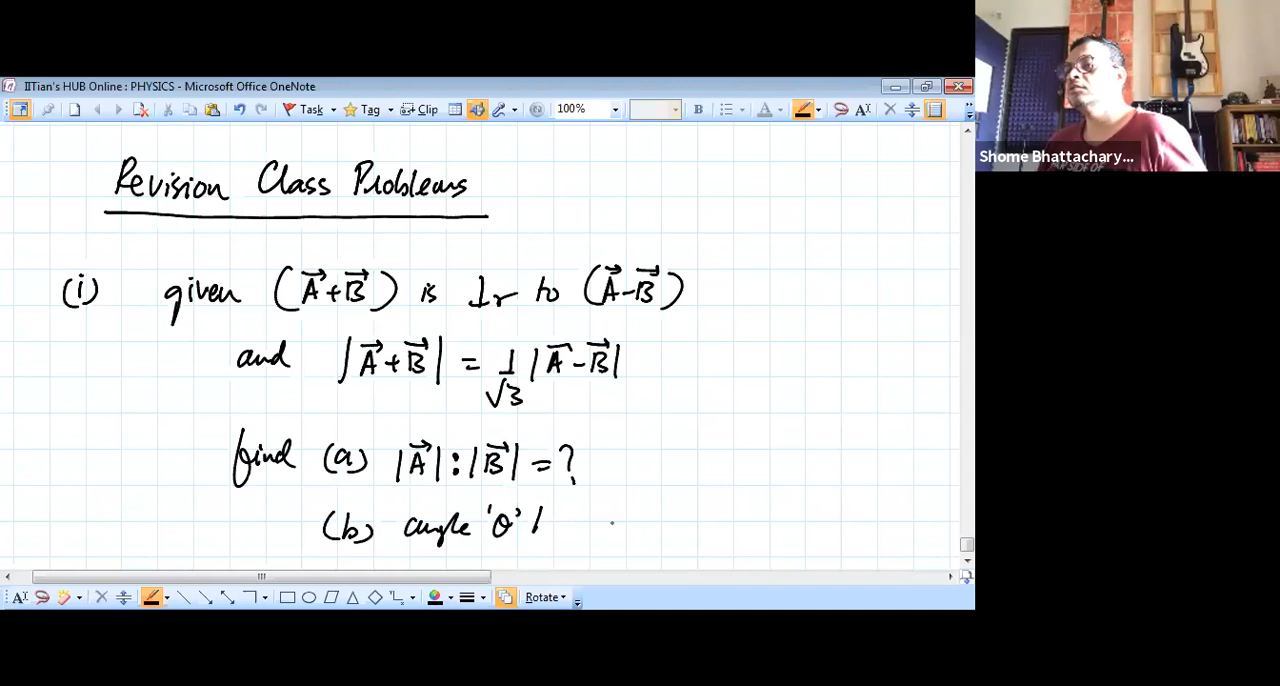 IITian's HUB Online : PHYSICS - Microsoft Office OneNote
Task Tag Clip 100% B A
Shome Bhattachary...
Revision Class Problems
(i) given (A⃗+B⃗) is ⊥r to (A⃗-B⃗)
and |A⃗+B⃗| = 1/√3 |A⃗-B⃗|
find (a) |A⃗|:|B⃗| = ?
(b) angle 'θ'
Rotate